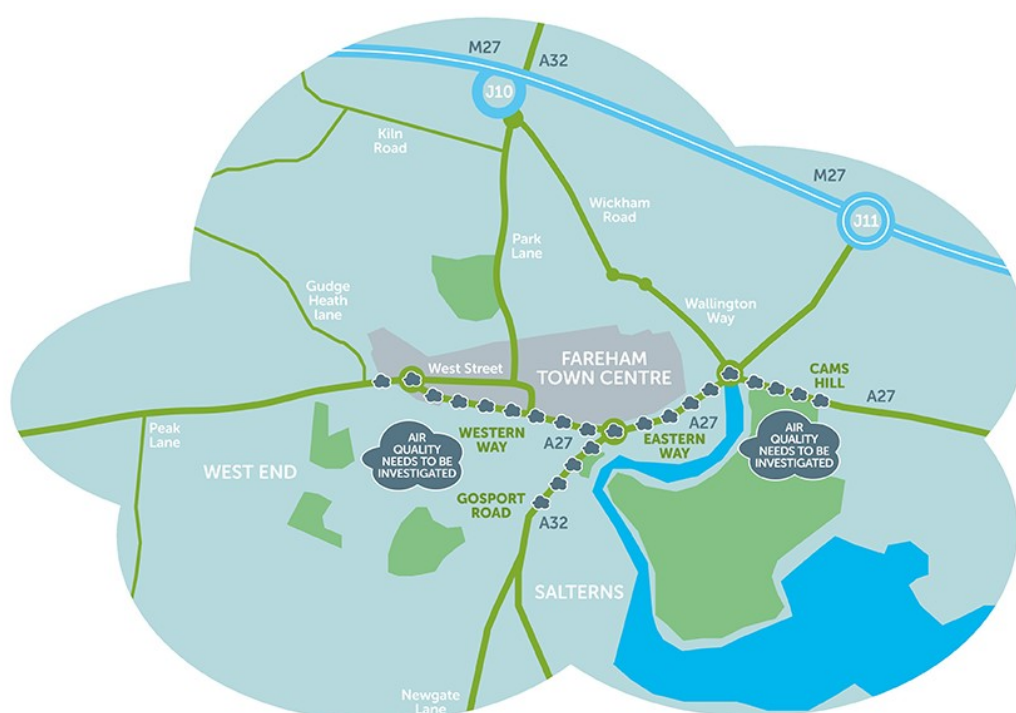 M27
A32
J10
Kiln
Road
M27
Wickham
Road
J11
Park
Lane
Gudge
Heath
lane
Wallington
Way
West Street
FAREHAM
TOWN CENTRE
CAMS
HILL
A27
Peak
Lane
WEST END
AIR
QUALITY
NEEDS TO BE
INVESTIGATED
WESTERN
WAY
A27
EASTERN
WAY
A27
AIR
QUALITY
NEEDS TO BE
INVESTIGATED
GOSPORT
ROAD
A32
SALTERNS
Newgate
Lane